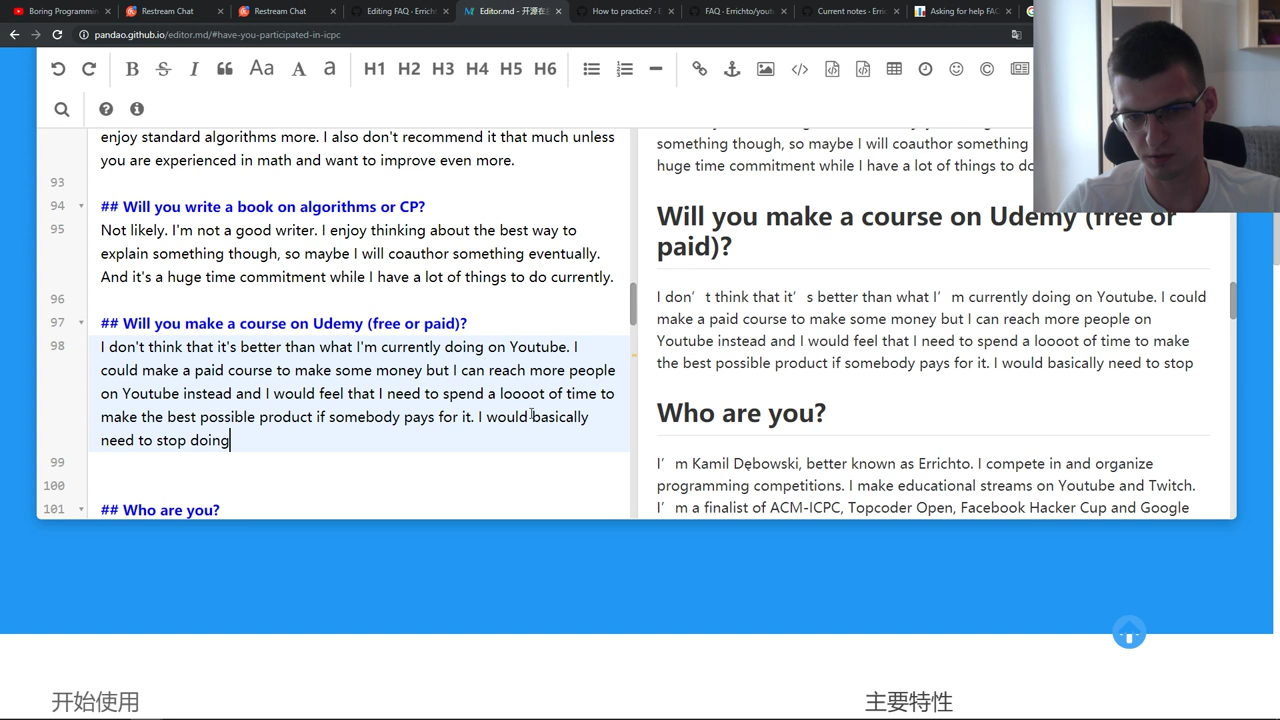 Boring Programm
Restream Chat
Restream Chat
Editing FAQ · Erricht
Editor.md - 开源在
How to practice? · E
FAQ · Errichto/yout
Current notes · Erric
Asking for help FAC
pandao.github.io/editor.md/#have-you-participated-in-icpc
B S I Aa A a H1 H2 H3 H4 H5 H6
enjoy standard algorithms more. I also don't recommend it that much unless
you are experienced in math and want to improve even more.
93
94 ## Will you write a book on algorithms or CP?
95 Not likely. I'm not a good writer. I enjoy thinking about the best way to
explain something though, so maybe I will coauthor something eventually.
And it's a huge time commitment while I have a lot of things to do currently.
96
97 ## Will you make a course on Udemy (free or paid)?
98 I don't think that it's better than what I'm currently doing on Youtube. I
could make a paid course to make some money but I can reach more people
on Youtube instead and I would feel that I need to spend a loooot of time to
make the best possible product if somebody pays for it. I would basically
need to stop doing
99
100
101 ## Who are you?
something though, so maybe I will coauthor something
huge time commitment while I have a lot of things to do
Will you make a course on Udemy (free or
paid)?
I don't think that it's better than what I'm currently doing on Youtube. I could
make a paid course to make some money but I can reach more people on
Youtube instead and I would feel that I need to spend a loooot of time to make
the best possible product if somebody pays for it. I would basically need to stop
Who are you?
I'm Kamil Dębowski, better known as Errichto. I compete in and organize
programming competitions. I make educational streams on Youtube and Twitch.
I'm a finalist of ACM-ICPC, Topcoder Open, Facebook Hacker Cup and Google
开始使用
主要特性